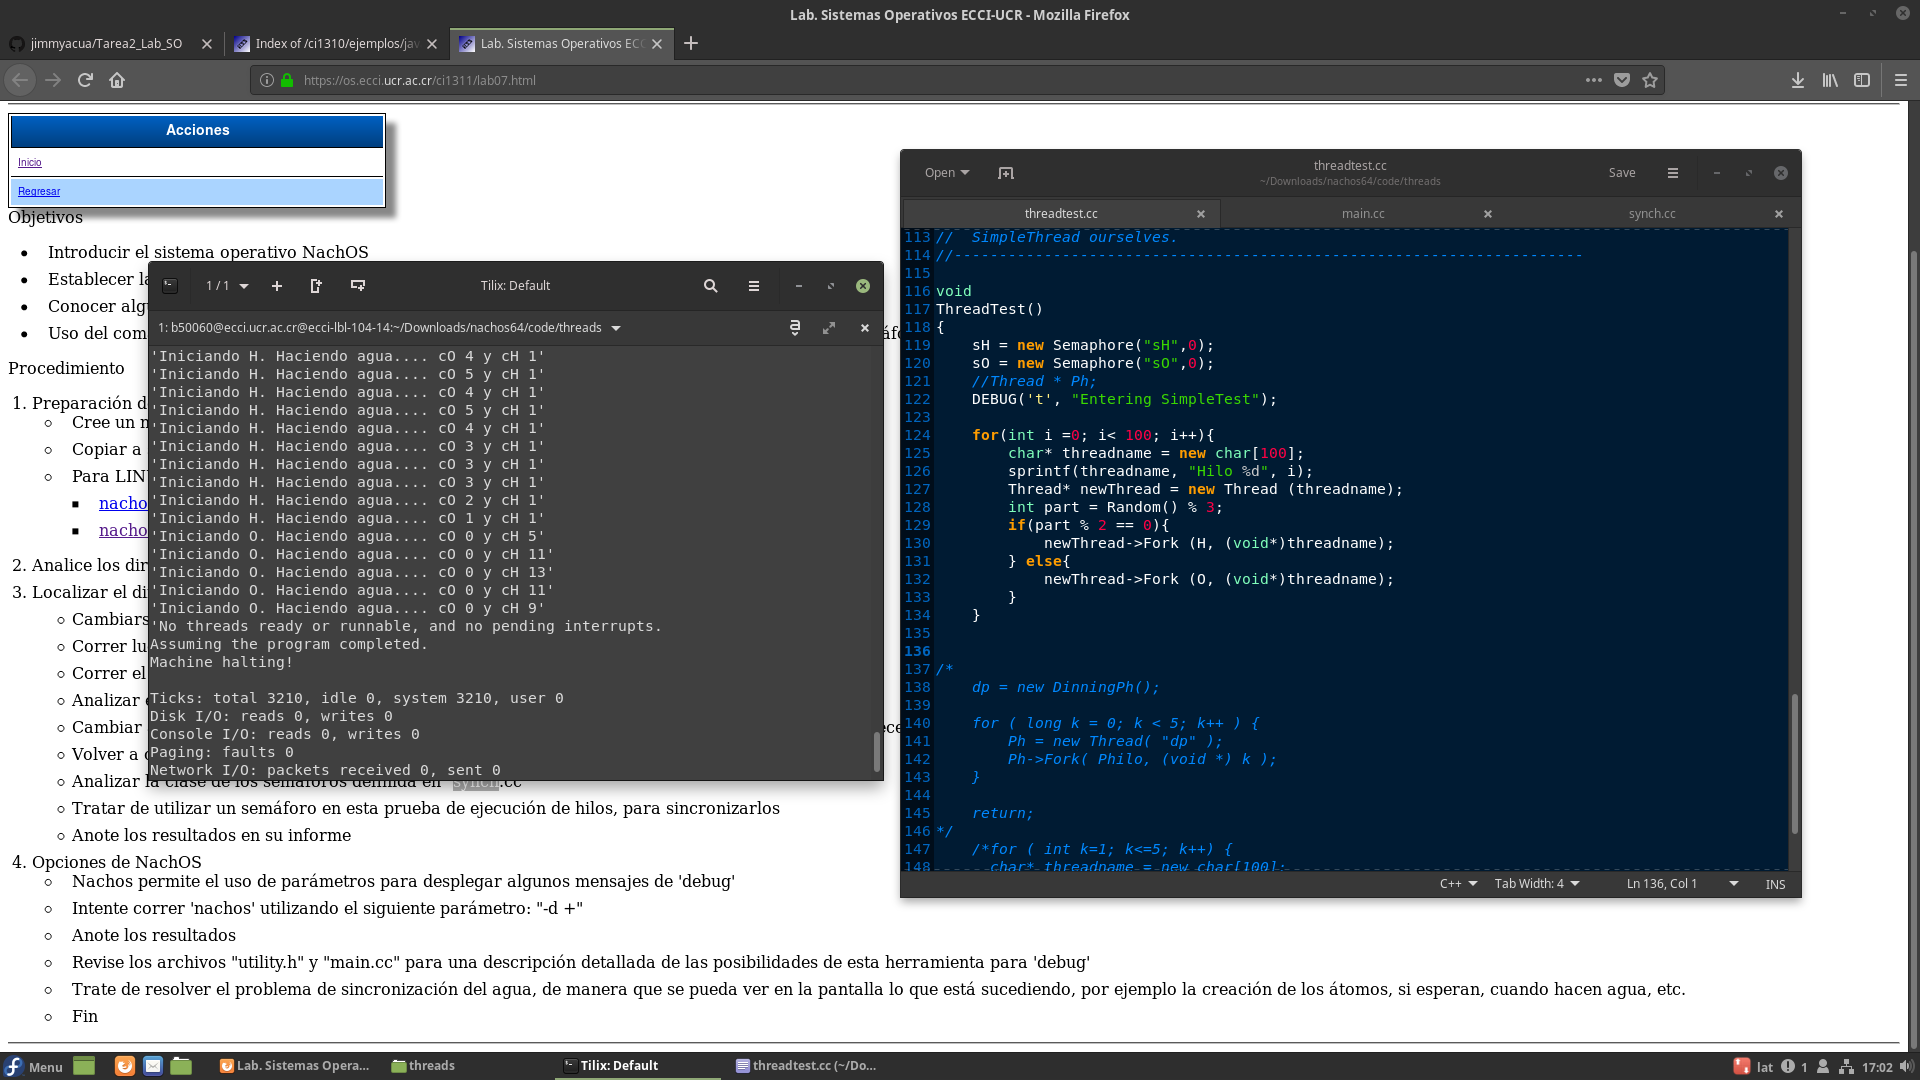 Lab. Sistemas Operativos ECCI-UCR - Mozilla Firefox
jimmyacua/Tarea2_Lab_SO
Index of /ci1310/ejemplos/jav
Lab. Sistemas Operativos ECC
https://os.ecci.ucr.ac.cr/ci1311/lab07.html
Acciones
Inicio
Regresar
Objetivos
Introducir el sistema operativo NachOS
Establecer la
Conocer algu
Uso del com
Procedimiento
1. Preparación d
Cree un n
Copiar a
Para LIN
nacho
nacho
2. Analice los dir
3. Localizar el di
Cambiars
Correr lu
Correr el
Analizar e
Cambiar
Volver a c
Analizar la clase de los semáforos definida en "synch.cc
Tratar de utilizar un semáforo en esta prueba de ejecución de hilos, para sincronizarlos
Anote los resultados en su informe
4. Opciones de NachOS
Nachos permite el uso de parámetros para desplegar algunos mensajes de 'debug'
Intente correr 'nachos' utilizando el siguiente parámetro: "-d +"
Anote los resultados
Revise los archivos "utility.h" y "main.cc" para una descripción detallada de las posibilidades de esta herramienta para 'debug'
Trate de resolver el problema de sincronización del agua, de manera que se pueda ver en la pantalla lo que está sucediendo, por ejemplo la creación de los átomos, si esperan, cuando hacen agua, etc.
Fin
1 / 1
Tilix: Default
1: b50060@ecci.ucr.ac.cr@ecci-lbl-104-14:~/Downloads/nachos64/code/threads
'Iniciando H. Haciendo agua.... cO 4 y cH 1'
'Iniciando H. Haciendo agua.... cO 5 y cH 1'
'Iniciando H. Haciendo agua.... cO 4 y cH 1'
'Iniciando H. Haciendo agua.... cO 5 y cH 1'
'Iniciando H. Haciendo agua.... cO 4 y cH 1'
'Iniciando H. Haciendo agua.... cO 3 y cH 1'
'Iniciando H. Haciendo agua.... cO 3 y cH 1'
'Iniciando H. Haciendo agua.... cO 3 y cH 1'
'Iniciando H. Haciendo agua.... cO 2 y cH 1'
'Iniciando H. Haciendo agua.... cO 1 y cH 1'
'Iniciando O. Haciendo agua.... cO 0 y cH 5'
'Iniciando O. Haciendo agua.... cO 0 y cH 11'
'Iniciando O. Haciendo agua.... cO 0 y cH 13'
'Iniciando O. Haciendo agua.... cO 0 y cH 11'
'Iniciando O. Haciendo agua.... cO 0 y cH 9'
'No threads ready or runnable, and no pending interrupts.
Assuming the program completed.
Machine halting!
Ticks: total 3210, idle 0, system 3210, user 0
Disk I/O: reads 0, writes 0
Console I/O: reads 0, writes 0
Paging: faults 0
Network I/O: packets received 0, sent 0
Open
threadtest.cc
~/Downloads/nachos64/code/threads
Save
threadtest.cc
main.cc
synch.cc
113 //  SimpleThread ourselves.
114 //----------------------------------------------------------------------
115
116 void
117 ThreadTest()
118 {
119     sH = new Semaphore("sH",0);
120     sO = new Semaphore("sO",0);
121     //Thread * Ph;
122     DEBUG('t', "Entering SimpleTest");
123
124     for(int i =0; i< 100; i++){
125         char* threadname = new char[100];
126         sprintf(threadname, "Hilo %d", i);
127         Thread* newThread = new Thread (threadname);
128         int part = Random() % 3;
129         if(part % 2 == 0){
130             newThread->Fork (H, (void*)threadname);
131         } else{
132             newThread->Fork (O, (void*)threadname);
133         }
134     }
135
136
137 /*
138     dp = new DinningPh();
139
140     for ( long k = 0; k < 5; k++ ) {
141         Ph = new Thread( "dp" );
142         Ph->Fork( Philo, (void *) k );
143     }
144
145     return;
146 */
147     /*for ( int k=1; k<=5; k++) {
148       char* threadname = new char[100];
C++
Tab Width: 4
Ln 136, Col 1
INS
Menu
Lab. Sistemas Opera...
threads
Tilix: Default
threadtest.cc (~/Do...
lat
1
17:02